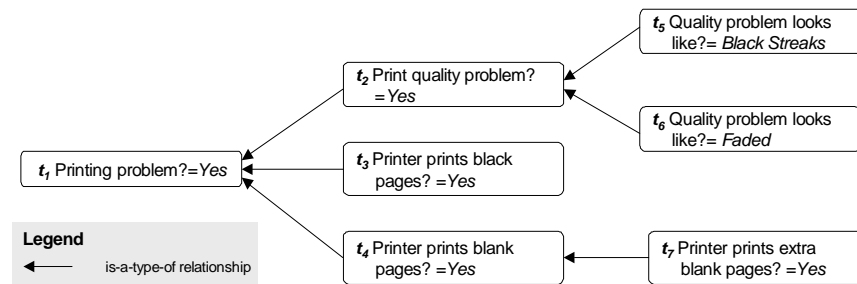 t5 Quality problem looks
like?= Black Streaks
t2 Print quality problem?
=Yes
t6 Quality problem looks
like?= Faded
t3 Printer prints black
pages? =Yes
t1 Printing problem?=Yes
t4 Printer prints blank
pages? =Yes
t7 Printer prints extra
blank pages? =Yes
Legend
is-a-type-of relationship